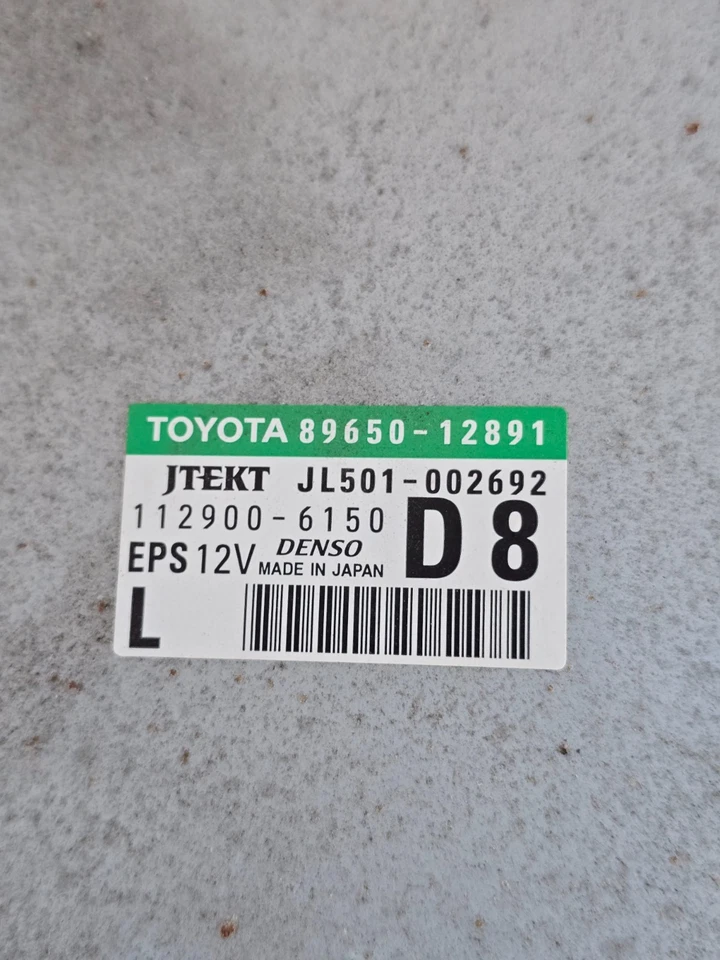 TOYOTA 89650-12891
JTEKT JL501-002692
112900-6150 D8
EPS 12V DENSO
MADE IN JAPAN
L